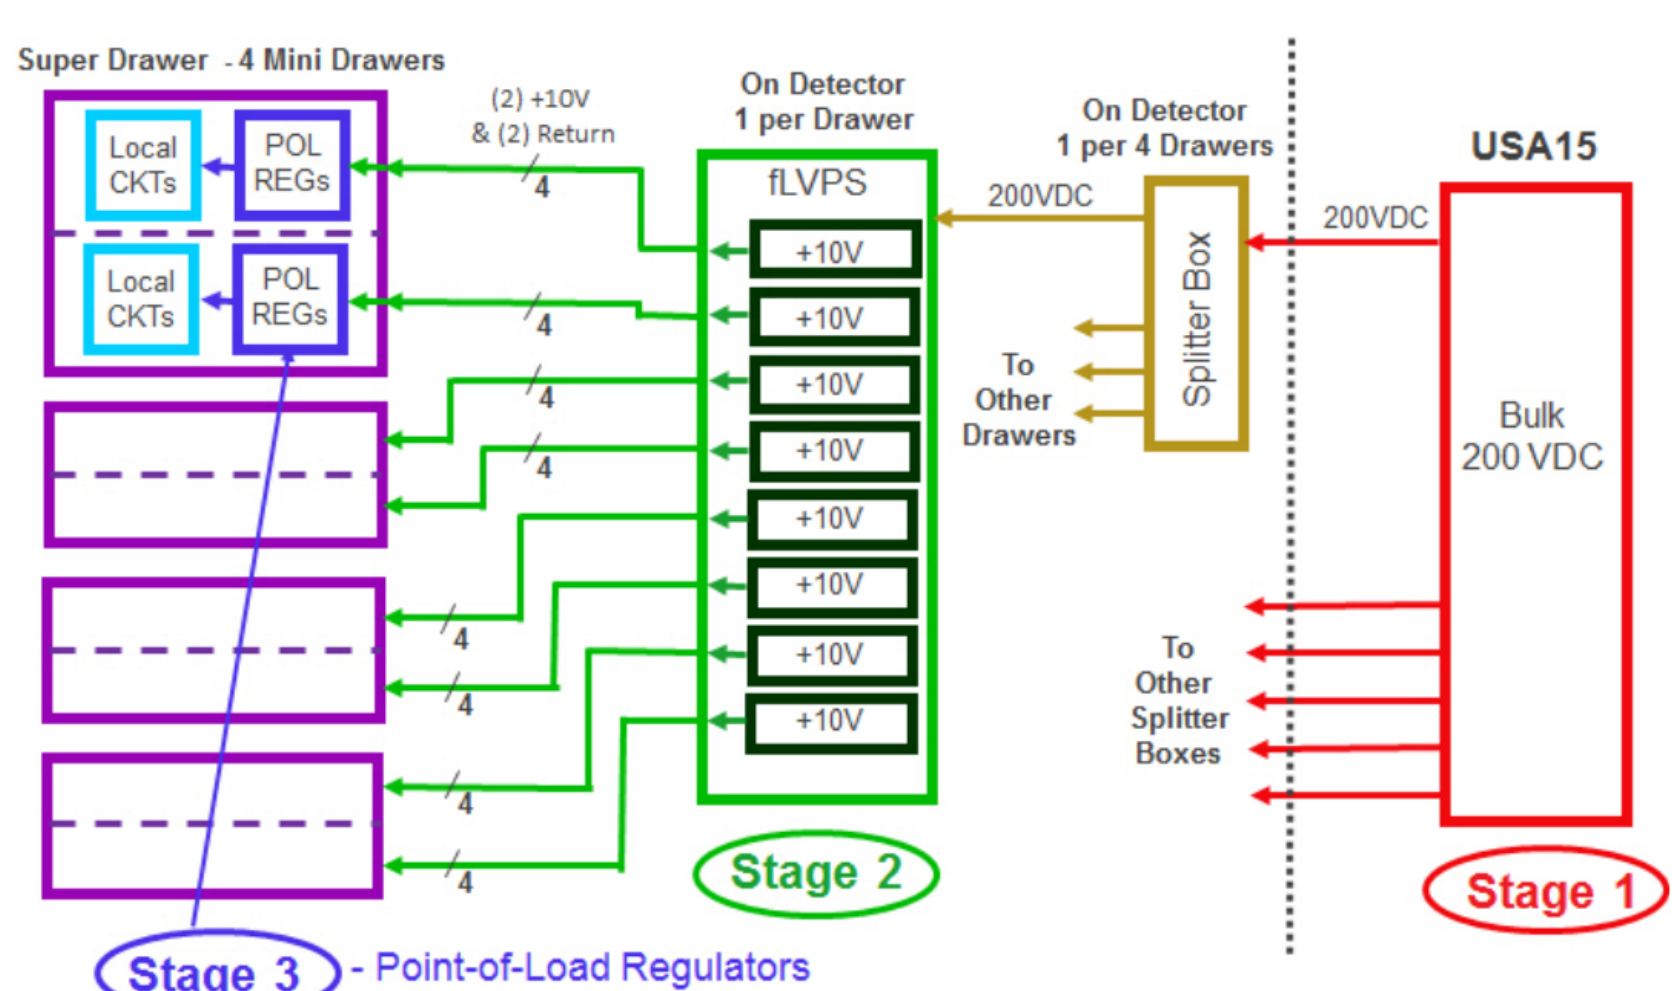 Super Drawer - 4 Mini Drawers
Local
CKTs
POL
REGs
Local
CKTs
POL
REGs
(2) +10V
& (2) Return
4
4
4
4
4
4
4
4
On Detector
1 per Drawer
fLVPS
+10V
+10V
+10V
+10V
+10V
+10V
+10V
+10V
Stage 2
200VDC
On Detector
1 per 4 Drawers
Splitter Box
To
Other
Drawers
200VDC
USA15
Bulk
200 VDC
To
Other
Splitter
Boxes
Stage 1
Stage 3 - Point-of-Load Regulators